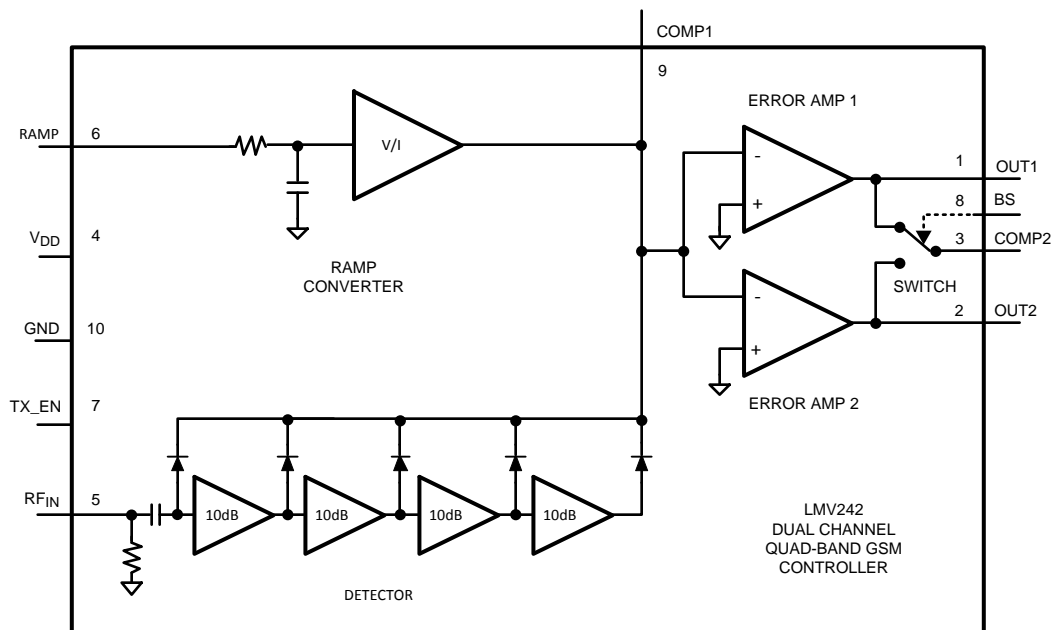 COMP1
9
ERROR AMP 1
RAMP
6
V/I
-
+
1
OUT1
8
BS
3
COMP2
VDD
4
RAMP
CONVERTER
SWITCH
-
+
2
OUT2
GND
10
ERROR AMP 2
TX_EN
7
RFIN
5
10dB
10dB
10dB
10dB
LMV242
DUAL CHANNEL
QUAD-BAND GSM
CONTROLLER
DETECTOR